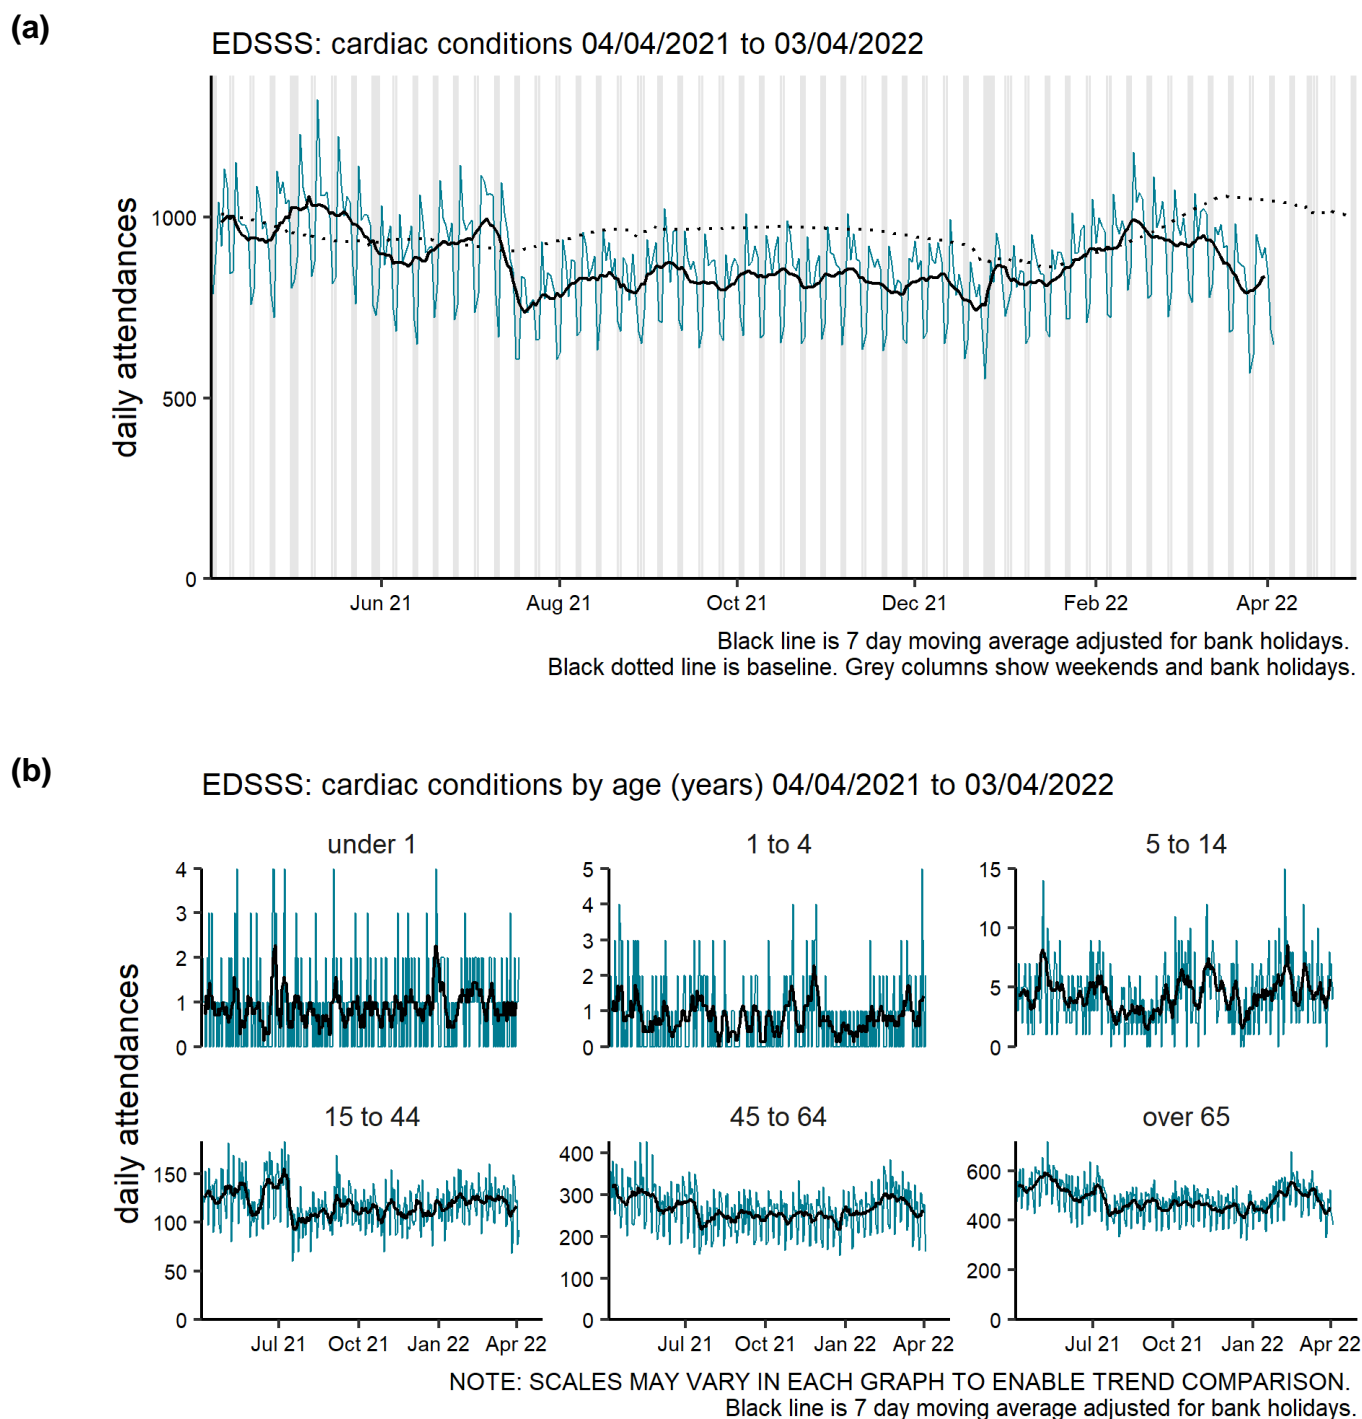 (a)
EDSSS: cardiac conditions 04/04/2021 to 03/04/2022
daily attendances
1000
500
0
Jun 21 Aug 21 Oct 21 Dec 21 Feb 22 Apr 22
Black line is 7 day moving average adjusted for bank holidays.
Black dotted line is baseline. Grey columns show weekends and bank holidays.
(b)
EDSSS: cardiac conditions by age (years) 04/04/2021 to 03/04/2022
daily attendances
under 1
4
3
2
1
0
1 to 4
5
4
3
2
1
0
5 to 14
15
10
5
0
15 to 44
150
100
50
0
Jul 21 Oct 21 Jan 22 Apr 22
45 to 64
400
300
200
100
0
Jul 21 Oct 21 Jan 22 Apr 22
over 65
600
400
200
0
Jul 21 Oct 21 Jan 22 Apr 22
NOTE: SCALES MAY VARY IN EACH GRAPH TO ENABLE TREND COMPARISON.
Black line is 7 day moving average adjusted for bank holidays.